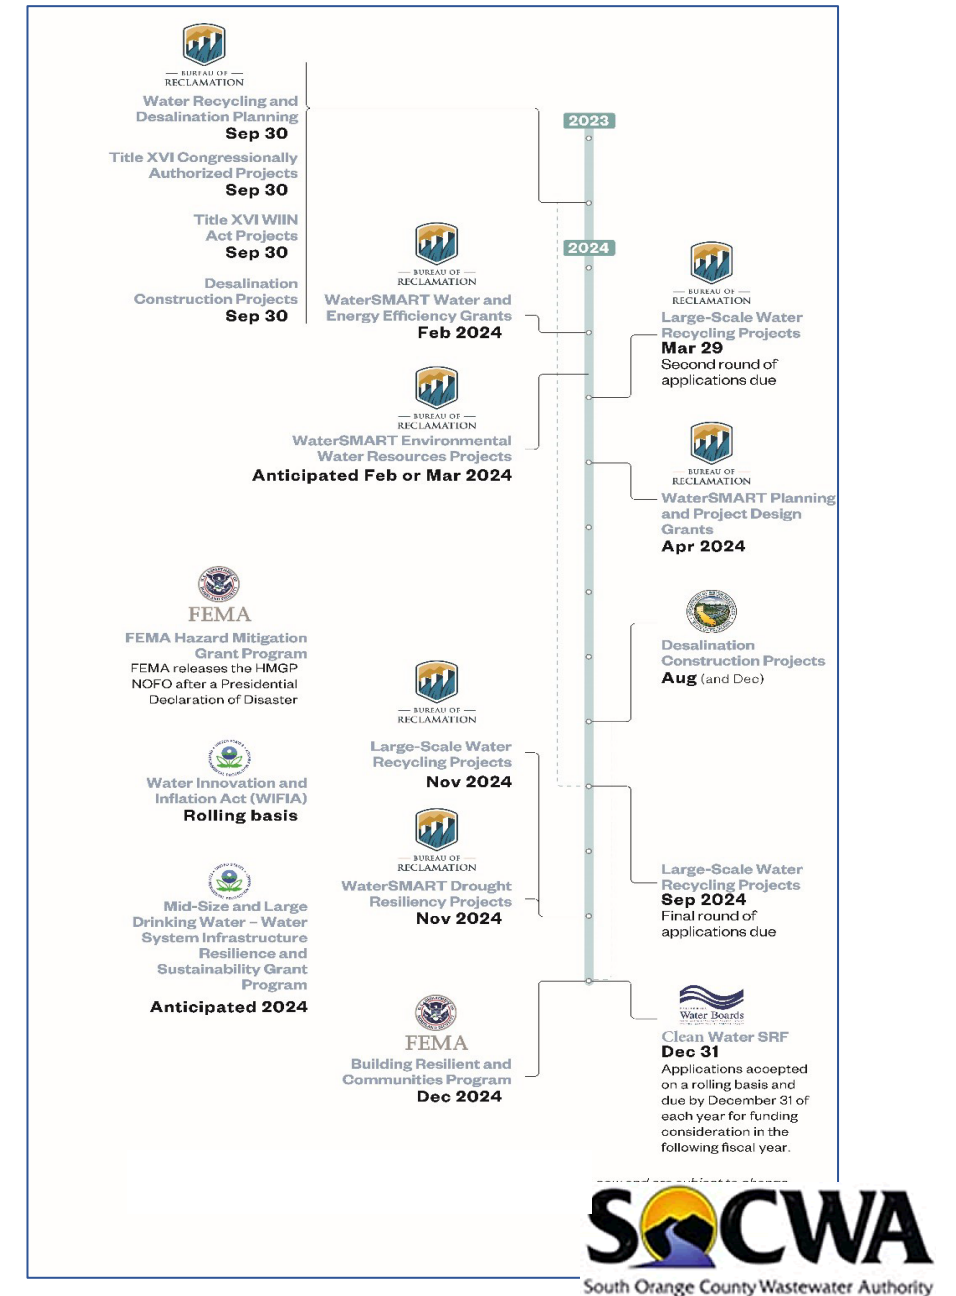 — BUREAU OF —
RECLAMATION
Water Recycling and
Desalination Planning
Sep 30
Title XVI Congressionally
Authorized Projects
Sep 30
Title XVI WIIN
Act Projects
Sep 30
Desalination
Construction Projects
Sep 30
2023
2024
— BUREAU OF —
RECLAMATION
WaterSMART Water and
Energy Efficiency Grants
Feb 2024
— BUREAU OF —
RECLAMATION
Large-Scale Water
Recycling Projects
Mar 29
Second round of
applications due
— BUREAU OF —
RECLAMATION
WaterSMART Environmental
Water Resources Projects
Anticipated Feb or Mar 2024
— BUREAU OF —
RECLAMATION
WaterSMART Planning
and Project Design
Grants
Apr 2024
FEMA
FEMA Hazard Mitigation
Grant Program
FEMA releases the HMGP
NOFO after a Presidential
Declaration of Disaster
Desalination
Construction Projects
Aug (and Dec)
— BUREAU OF —
RECLAMATION
Large-Scale Water
Recycling Projects
Nov 2024
Water Innovation and
Inflation Act (WIFIA)
Rolling basis
— BUREAU OF —
RECLAMATION
WaterSMART Drought
Resiliency Projects
Nov 2024
Large-Scale Water
Recycling Projects
Sep 2024
Final round of
applications due
Mid-Size and Large
Drinking Water – Water
System Infrastructure
Resilience and
Sustainability Grant
Program
Anticipated 2024
FEMA
Building Resilient and
Communities Program
Dec 2024
Water Boards
Clean Water SRF
Dec 31
Applications accepted
on a rolling basis and
due by December 31 of
each year for funding
consideration in the
following fiscal year.
SOCWA
South Orange County Wastewater Authority